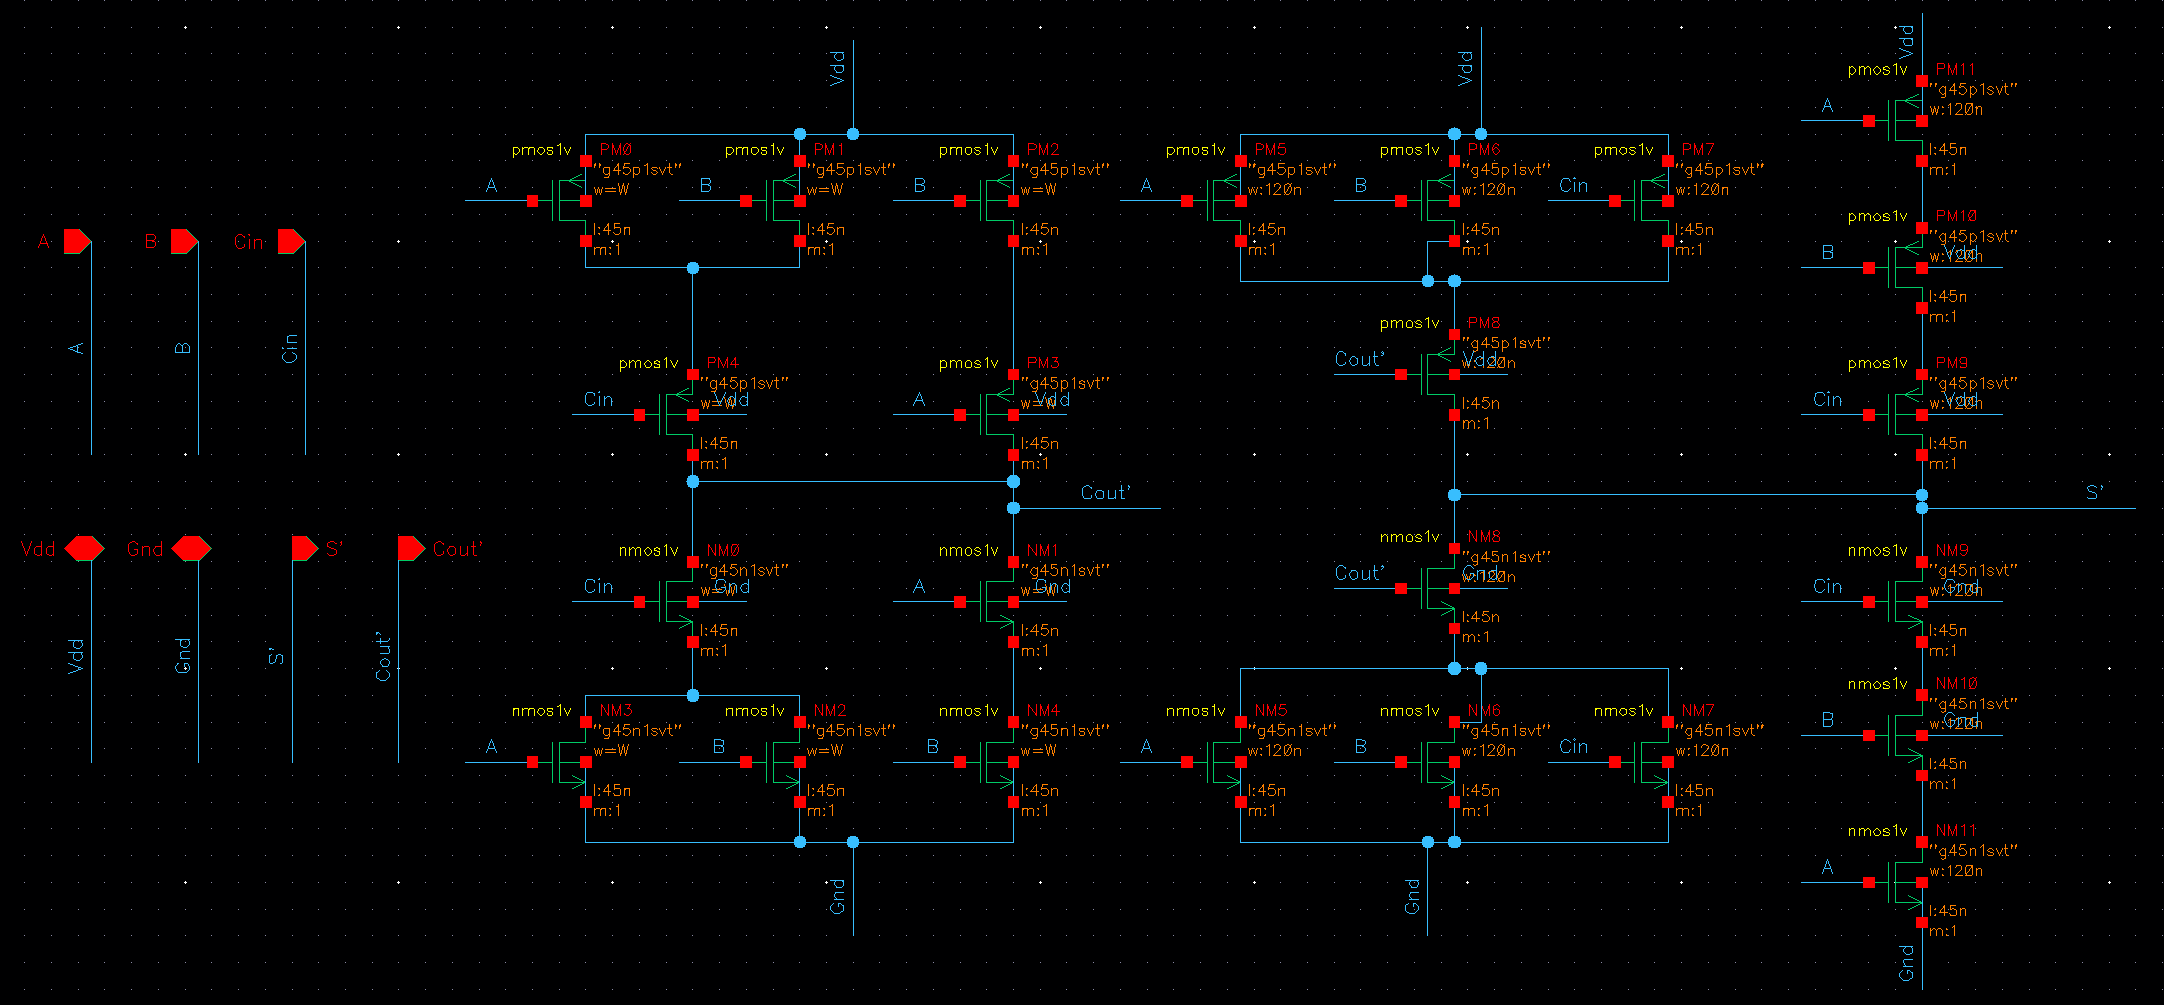 Vdd
Vdd
Vdd
pmos1v PM11
"g45p1svt"
A w:120n
l:45n
m:1
pmos1v PM0
"g45p1svt"
A w=W
l:45n
m:1
pmos1v PM1
"g45p1svt"
B w=W
l:45n
m:1
pmos1v PM2
"g45p1svt"
B w=W
l:45n
m:1
pmos1v PM5
"g45p1svt"
A w:120n
l:45n
m:1
pmos1v PM6
"g45p1svt"
B w:120n
l:45n
m:1
pmos1v PM7
"g45p1svt"
Cin w:120n
l:45n
m:1
pmos1v PM10
"g45p1svt"
B w:120n Vdd
l:45n
m:1
A B Cin
A B Cin
pmos1v PM4
"g45p1svt"
Cin w=W Vdd
l:45n
m:1
pmos1v PM3
"g45p1svt"
A w=W Vdd
l:45n
m:1
pmos1v PM8
"g45p1svt"
Cout' w:120n Vdd
l:45n
m:1
pmos1v PM9
"g45p1svt"
Cin w:120n Vdd
l:45n
m:1
Cout'
S'
Vdd Gnd S' Cout'
Vdd Gnd S' Cout'
nmos1v NM0
"g45n1svt"
Cin w=W Gnd
l:45n
m:1
nmos1v NM1
"g45n1svt"
A w=W Gnd
l:45n
m:1
nmos1v NM8
"g45n1svt"
Cout' w:120n Gnd
l:45n
m:1
nmos1v NM9
"g45n1svt"
Cin w:120n Gnd
l:45n
m:1
nmos1v NM3
"g45n1svt"
A w=W
l:45n
m:1
nmos1v NM2
"g45n1svt"
B w=W
l:45n
m:1
nmos1v NM4
"g45n1svt"
B w=W
l:45n
m:1
nmos1v NM5
"g45n1svt"
A w:120n
l:45n
m:1
nmos1v NM6
"g45n1svt"
B w:120n
l:45n
m:1
nmos1v NM7
"g45n1svt"
Cin w:120n
l:45n
m:1
nmos1v NM10
"g45n1svt"
B w:120n Gnd
l:45n
m:1
nmos1v NM11
"g45n1svt"
A w:120n
l:45n
m:1
Gnd
Gnd
Gnd